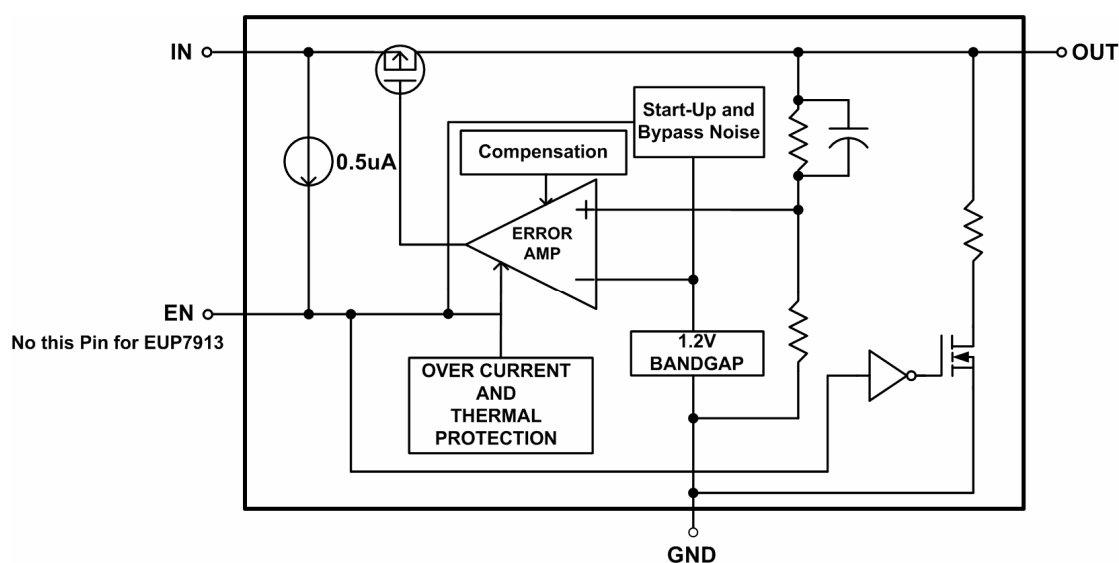 IN
OUT
Start-Up and
Bypass Noise
Compensation
0.5uA
+
ERROR
AMP
−
EN
No this Pin for EUP7913
1.2V
BANDGAP
OVER CURRENT
AND
THERMAL
PROTECTION
GND